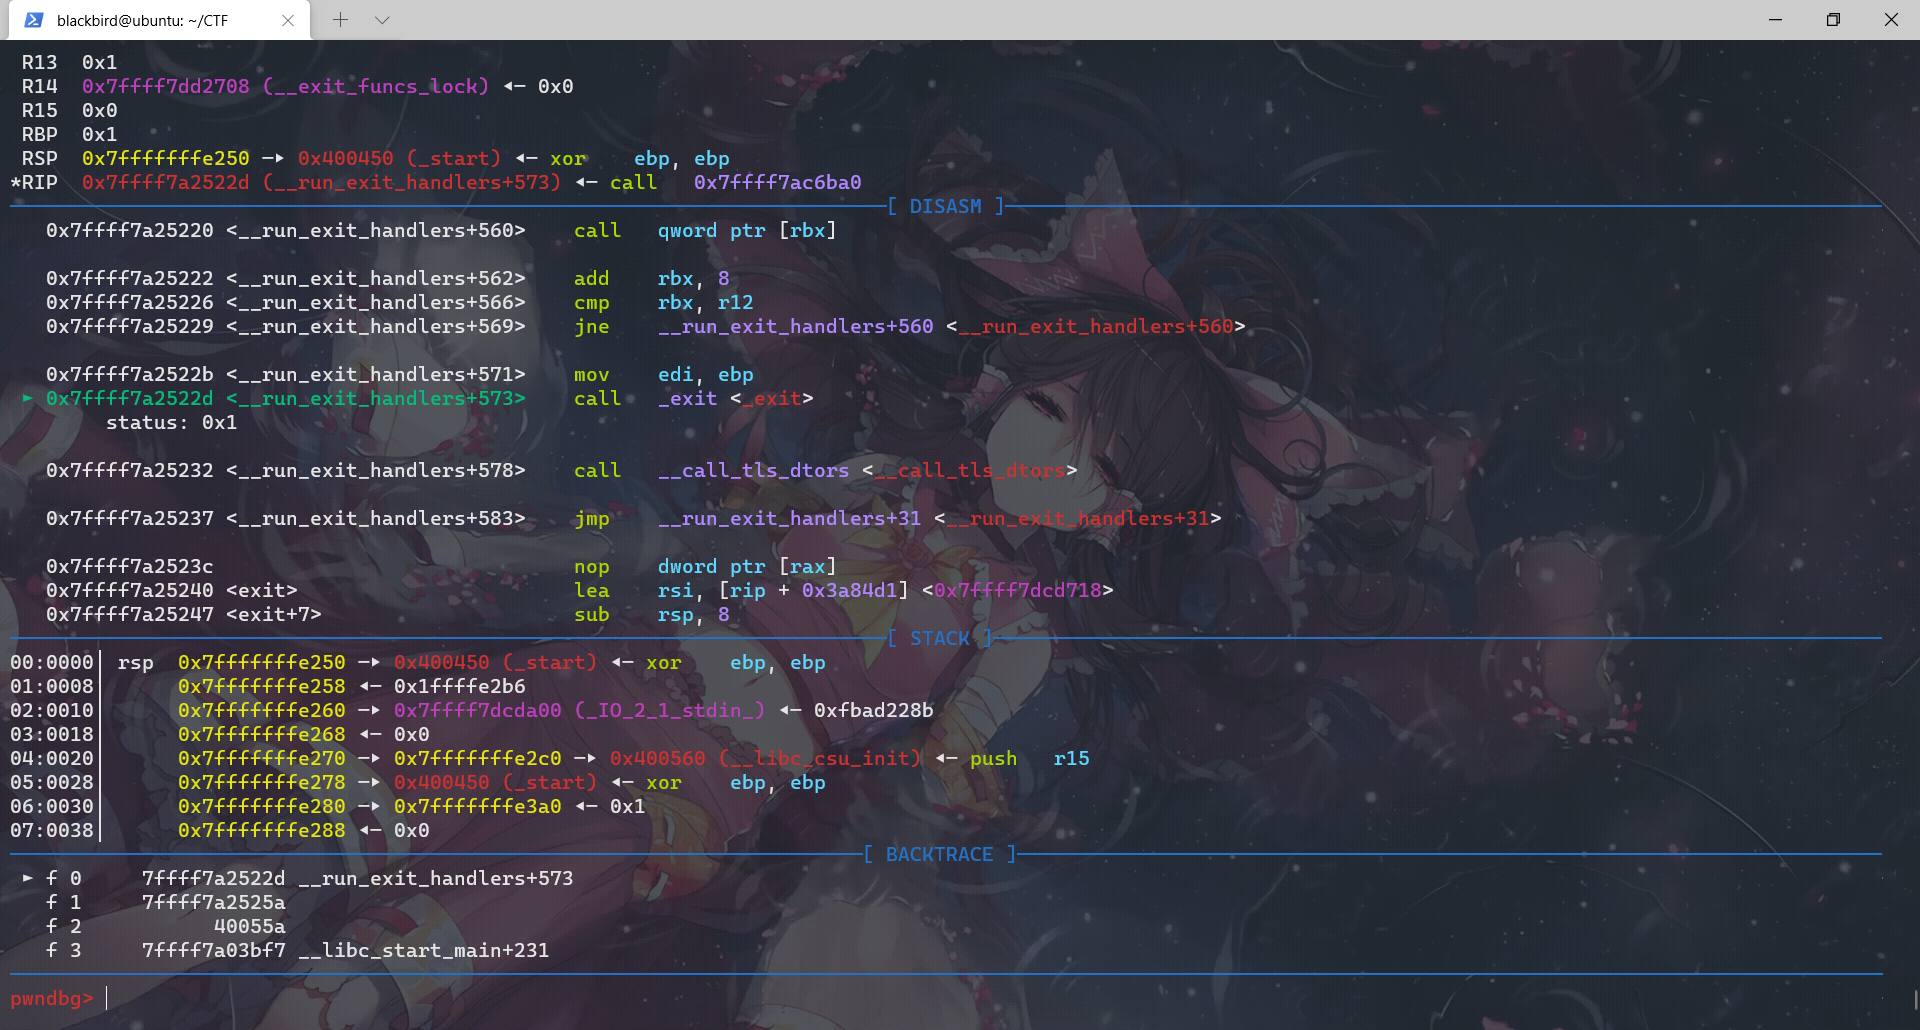 blackbird@ubuntu: ~/CTF
R13 0x1
R14 0x7ffff7dd2708 (__exit_funcs_lock) ◂— 0x0
R15 0x0
RBP 0x1
RSP 0x7fffffffe250 —▸ 0x400450 (_start) ◂— xor ebp, ebp
*RIP 0x7ffff7a2522d (__run_exit_handlers+573) ◂— call 0x7ffff7ac6ba0
[ DISASM ]
0x7ffff7a25220 <__run_exit_handlers+560> call qword ptr [rbx]
0x7ffff7a25222 <__run_exit_handlers+562> add rbx, 8
0x7ffff7a25226 <__run_exit_handlers+566> cmp rbx, r12
0x7ffff7a25229 <__run_exit_handlers+569> jne __run_exit_handlers+560 <__run_exit_handlers+560>
0x7ffff7a2522b <__run_exit_handlers+571> mov edi, ebp
► 0x7ffff7a2522d <__run_exit_handlers+573> call _exit <_exit>
status: 0x1
0x7ffff7a25232 <__run_exit_handlers+578> call __call_tls_dtors <__call_tls_dtors>
0x7ffff7a25237 <__run_exit_handlers+583> jmp __run_exit_handlers+31 <__run_exit_handlers+31>
0x7ffff7a2523c nop dword ptr [rax]
0x7ffff7a25240 <exit> lea rsi, [rip + 0x3a84d1] <0x7ffff7dcd718>
0x7ffff7a25247 <exit+7> sub rsp, 8
[ STACK ]
00:0000│ rsp 0x7fffffffe250 —▸ 0x400450 (_start) ◂— xor ebp, ebp
01:0008│ 0x7fffffffe258 ◂— 0x1ffffe2b6
02:0010│ 0x7fffffffe260 —▸ 0x7ffff7dcda00 (_IO_2_1_stdin_) ◂— 0xfbad228b
03:0018│ 0x7fffffffe268 ◂— 0x0
04:0020│ 0x7fffffffe270 —▸ 0x7fffffffe2c0 —▸ 0x400560 (__libc_csu_init) ◂— push r15
05:0028│ 0x7fffffffe278 —▸ 0x400450 (_start) ◂— xor ebp, ebp
06:0030│ 0x7fffffffe280 —▸ 0x7fffffffe3a0 ◂— 0x1
07:0038│ 0x7fffffffe288 ◂— 0x0
[ BACKTRACE ]
► f 0 7ffff7a2522d __run_exit_handlers+573
f 1 7ffff7a2525a
f 2 40055a
f 3 7ffff7a03bf7 __libc_start_main+231
pwndbg>